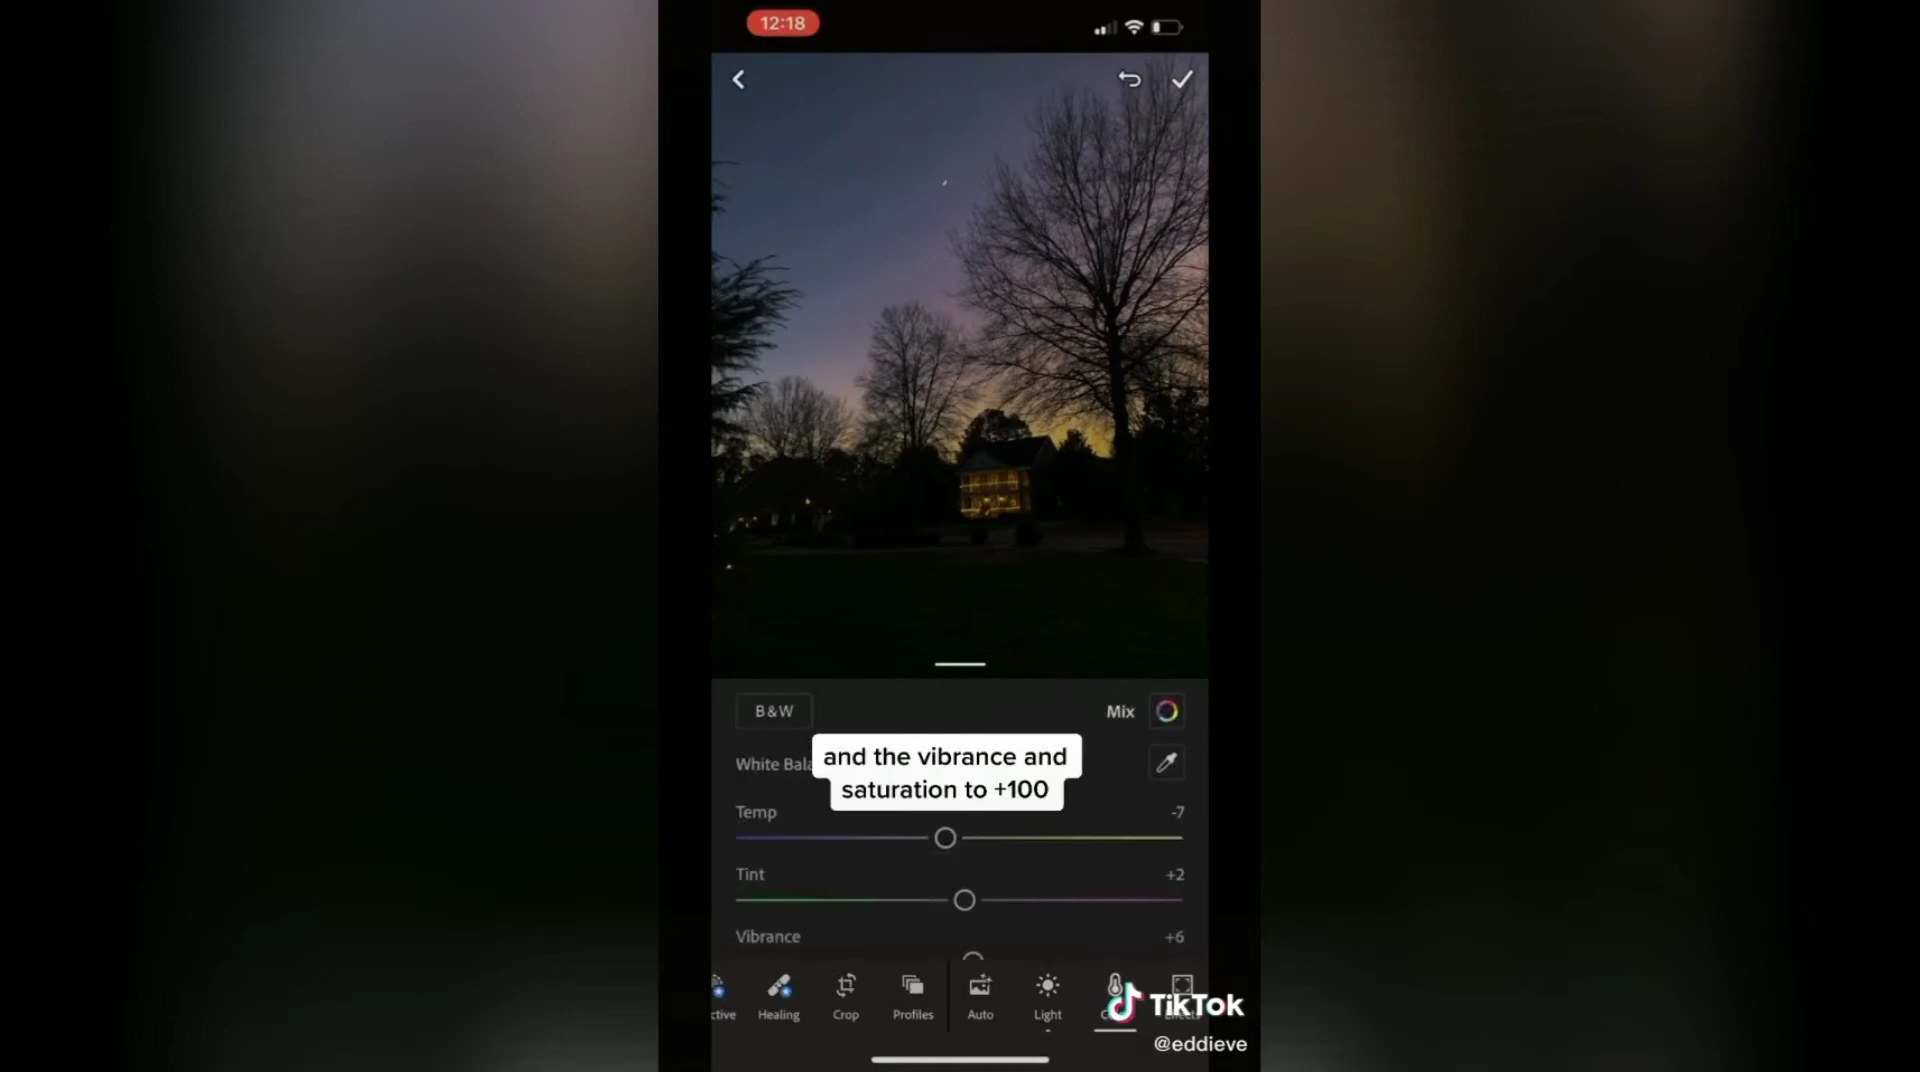 12:18
B&W
Mix
and the vibrance and
saturation to +100
White Bala
Temp -7
Tint +2
Vibrance +6
ctive Healing Crop Profiles Auto Light
TikTok
@eddieve